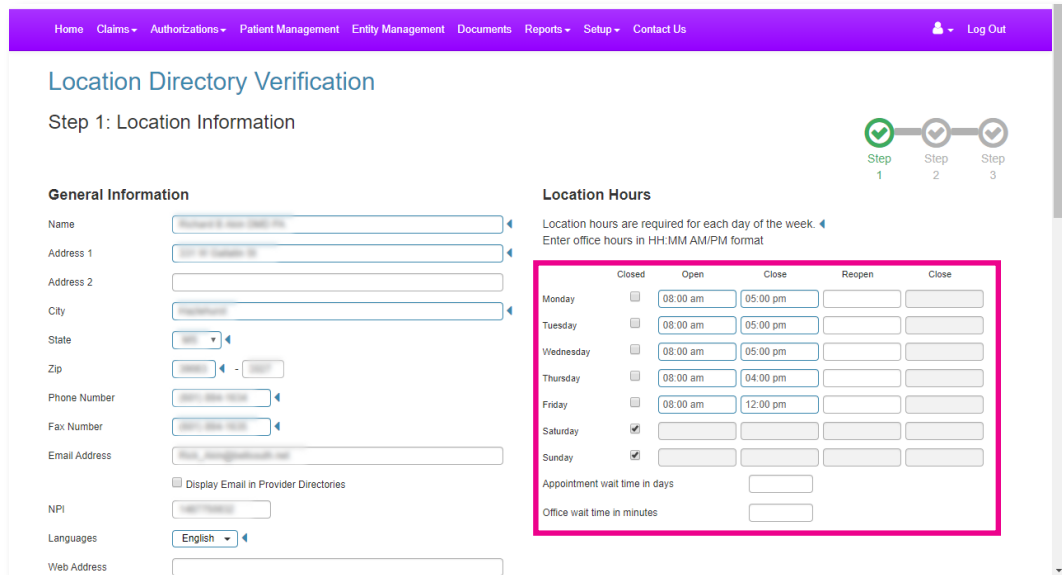 Home Claims Authorizations Patient Management Entity Management Documents Reports Setup Contact Us Log Out
Location Directory Verification
Step 1: Location Information
Step 1
Step 2
Step 3
General Information
Name
Address 1
Address 2
City
State
Zip -
Phone Number
Fax Number
Email Address
Display Email in Provider Directories
NPI
Languages English
Web Address
Location Hours
Location hours are required for each day of the week.
Enter office hours in HH:MM AM/PM format
Closed Open Close Reopen Close
Monday 08:00 am 05:00 pm
Tuesday 08:00 am 05:00 pm
Wednesday 08:00 am 05:00 pm
Thursday 08:00 am 04:00 pm
Friday 08:00 am 12:00 pm
Saturday
Sunday
Appointment wait time in days
Office wait time in minutes